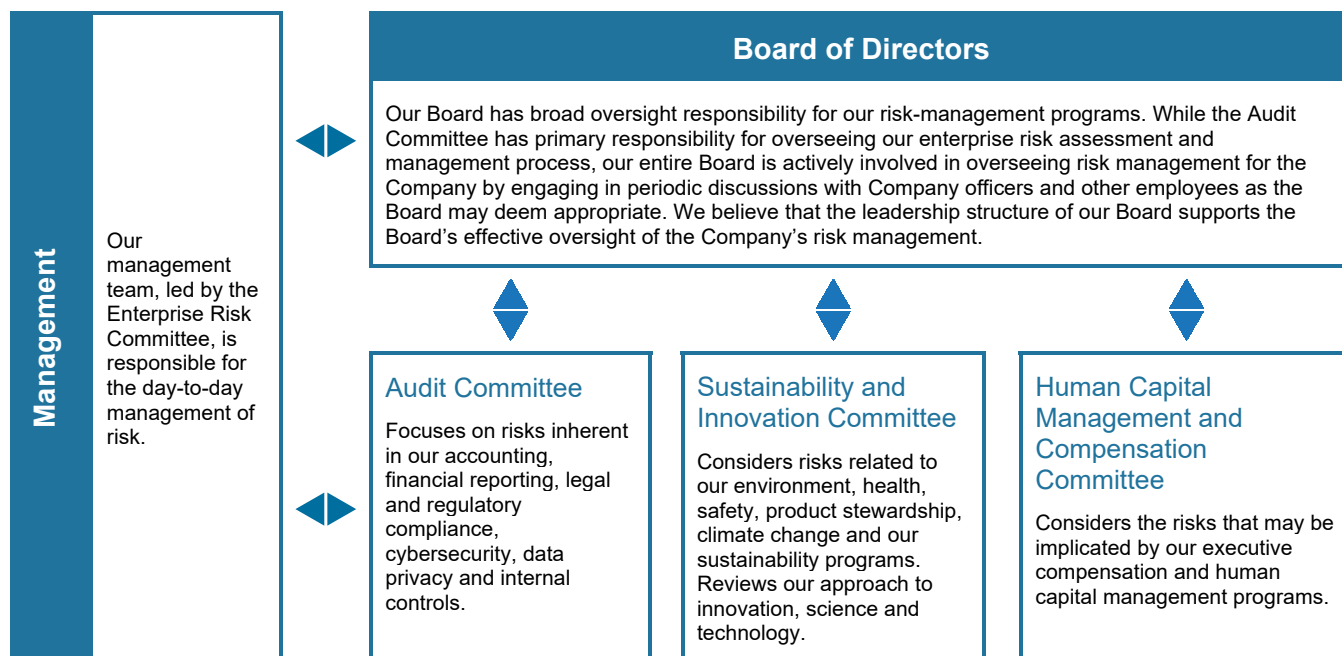 Management
Our
management
team, led by the
Enterprise Risk
Committee, is
responsible for
the day-to-day
management of
risk.
Board of Directors
Our Board has broad oversight responsibility for our risk-management programs. While the Audit
Committee has primary responsibility for overseeing our enterprise risk assessment and
management process, our entire Board is actively involved in overseeing risk management for the
Company by engaging in periodic discussions with Company officers and other employees as the
Board may deem appropriate. We believe that the leadership structure of our Board supports the
Board’s effective oversight of the Company’s risk management.
Audit Committee
Focuses on risks inherent
in our accounting,
financial reporting, legal
and regulatory
compliance,
cybersecurity, data
privacy and internal
controls.
Sustainability and
Innovation Committee
Considers risks related to
our environment, health,
safety, product stewardship,
climate change and our
sustainability programs.
Reviews our approach to
innovation, science and
technology.
Human Capital
Management and
Compensation
Committee
Considers the risks that may be
implicated by our executive
compensation and human
capital management programs.